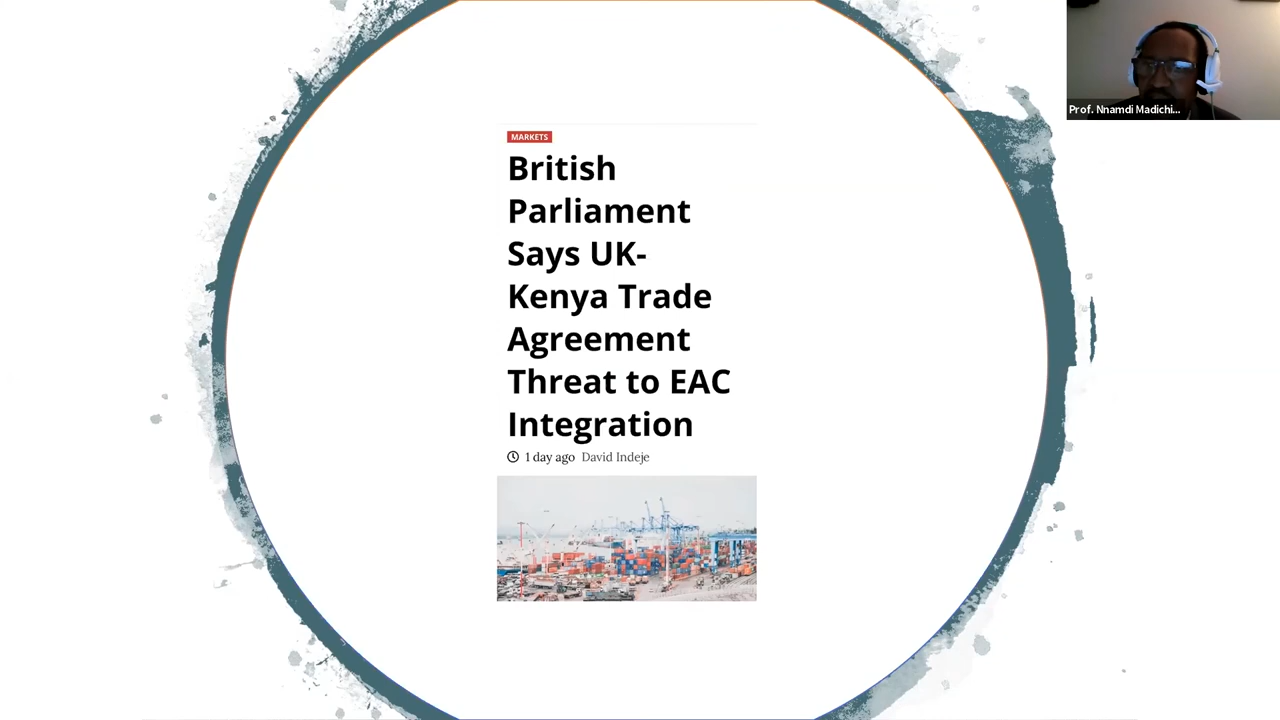 MARKETS
British
Parliament
Says UK-
Kenya Trade
Agreement
Threat to EAC
Integration
1 day ago David Indeje
Prof. Nnamdi Madichi...